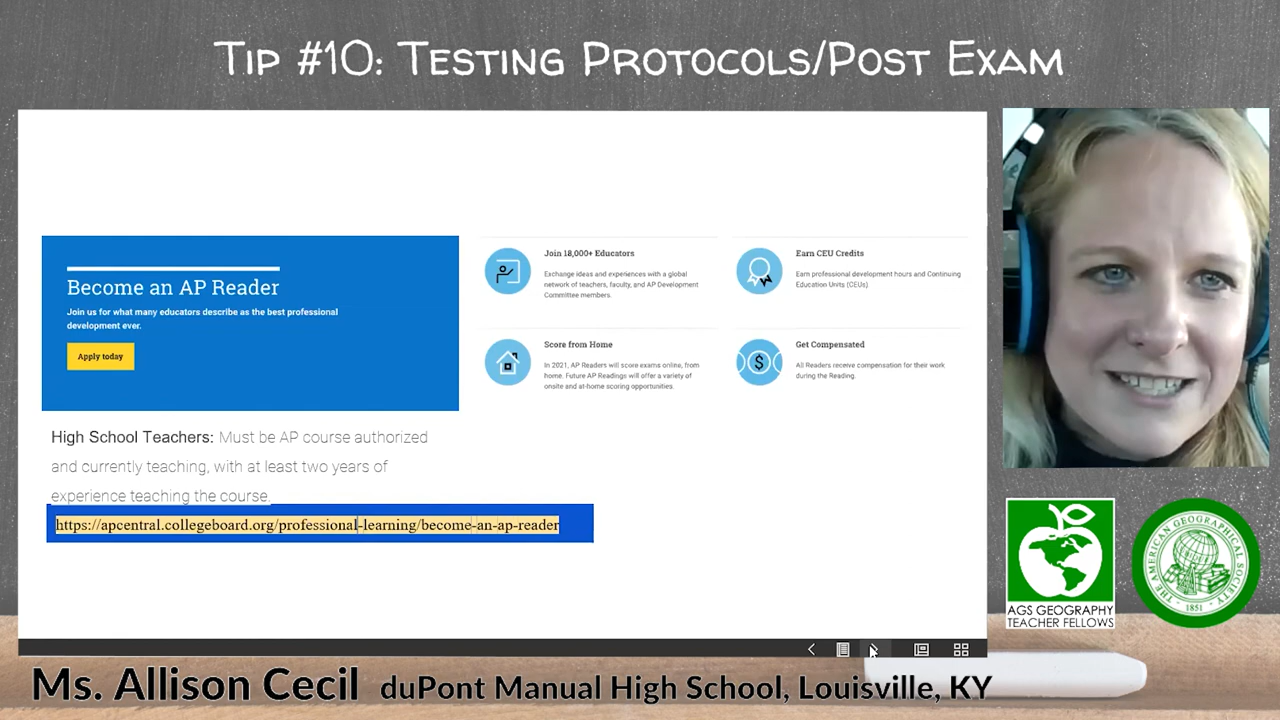 Tip #10: Testing Protocols/Post Exam
Become an AP Reader
Join us for what many educators describe as the best professional
development ever.
Apply today
Join 18,000+ Educators
Exchange ideas and experiences with a global
network of teachers, faculty, and AP Development
Committee members.
Earn CEU Credits
Earn professional development hours and Continuing
Education Units (CEUs)
Score from Home
In 2021, AP Readers will score exams online, from
home. Future AP Readings will offer a variety of
onsite and at-home scoring opportunities.
Get Compensated
All Readers receive compensation for their work
during the Reading.
High School Teachers: Must be AP course authorized
and currently teaching, with at least two years of
experience teaching the course.
https://apcentral.collegeboard.org/professional-learning/become-an-ap-reader
AGS GEOGRAPHY
TEACHER FELLOWS
THE AMERICAN GEOGRAPHICAL SOCIETY
1851
Ms. Allison Cecil duPont Manual High School, Louisville, KY